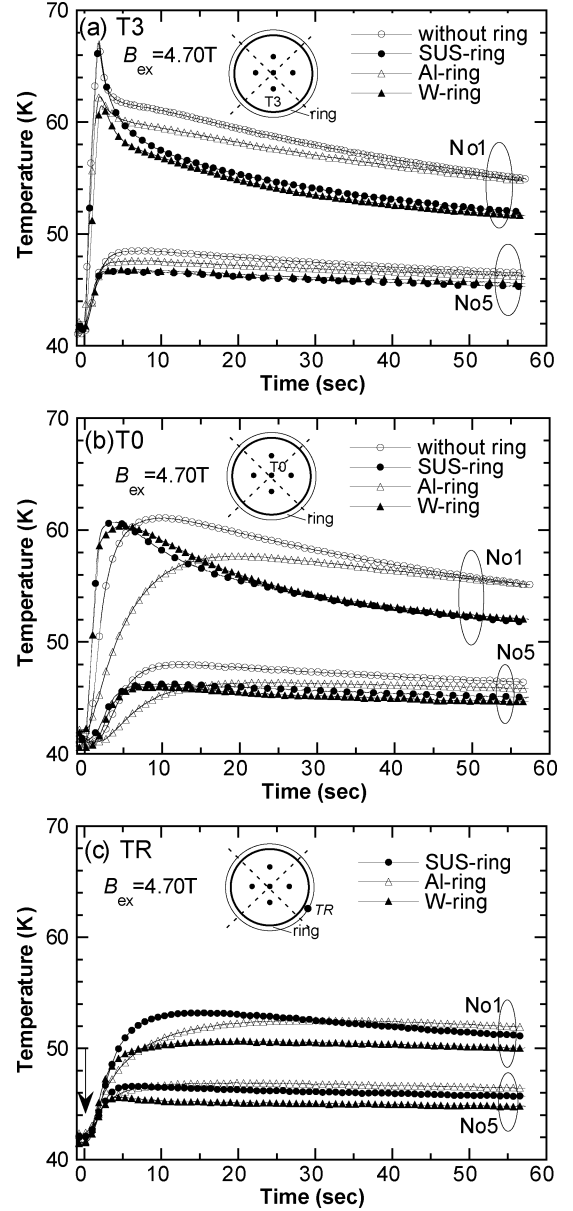 (a) T3
B ex=4.70T
T3
ring
without ring
SUS-ring
Al-ring
W-ring
No1
No5
Temperature (K)
70
60
50
40
0 10 20 30 40 50 60
Time (sec)
(b) T0
B ex=4.70T
T0
ring
without ring
SUS-ring
Al-ring
W-ring
No1
No5
Temperature (K)
70
60
50
40
0 10 20 30 40 50 60
Time (sec)
(c) TR
B ex=4.70T
TR
ring
SUS-ring
Al-ring
W-ring
No1
No5
Temperature (K)
70
60
50
40
0 10 20 30 40 50 60
Time (sec)